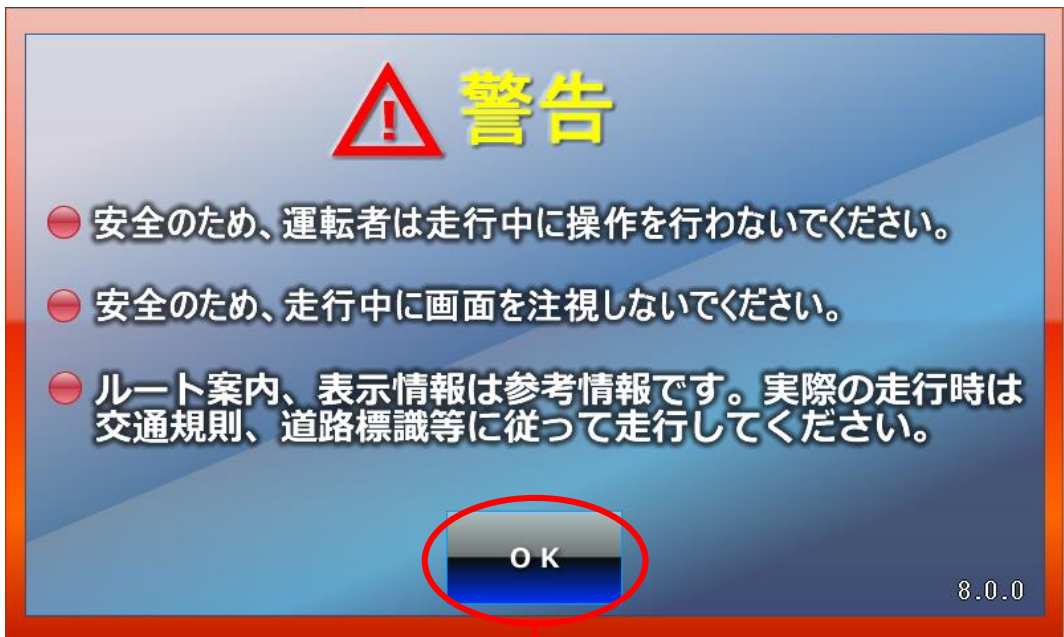 警告
安全のため、運転者は走行中に操作を行わないでください。
安全のため、走行中に画面を注視しないでください。
ルート案内、表示情報は参考情報です。実際の走行時は
交通規則、道路標識等に従って走行してください。
OK
8.0.0